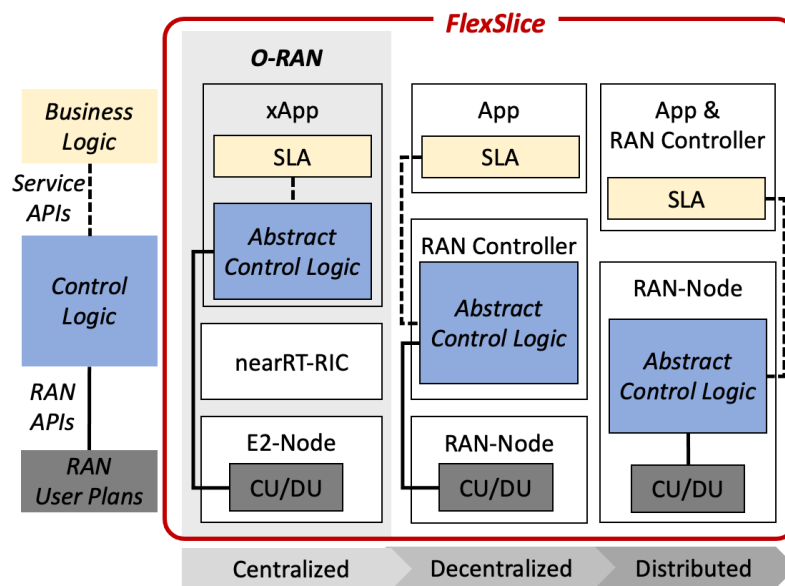 FlexSlice
O-RAN
Business
Logic
Service
APIs
Control
Logic
RAN
APIs
RAN
User Plans
xApp
SLA
Abstract
Control Logic
nearRT-RIC
E2-Node
CU/DU
App
SLA
RAN Controller
Abstract
Control Logic
RAN-Node
CU/DU
App &
RAN Controller
SLA
RAN-Node
Abstract
Control Logic
CU/DU
Centralized
Decentralized
Distributed